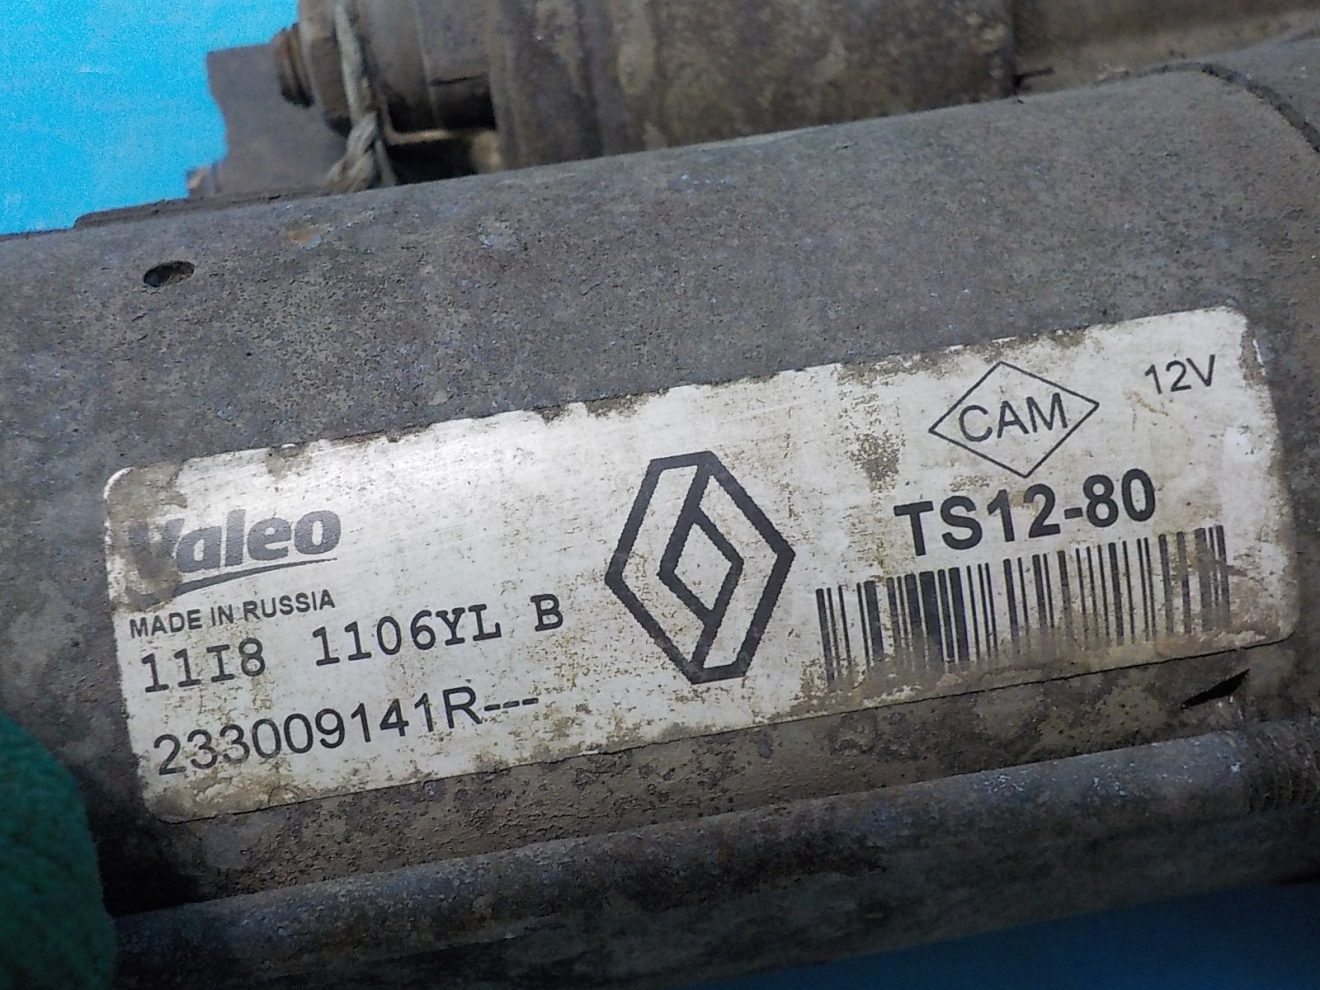 Valeo
MADE IN RUSSIA
11I8 1106YL B
233009141R---
CAM
12V
TS12-80